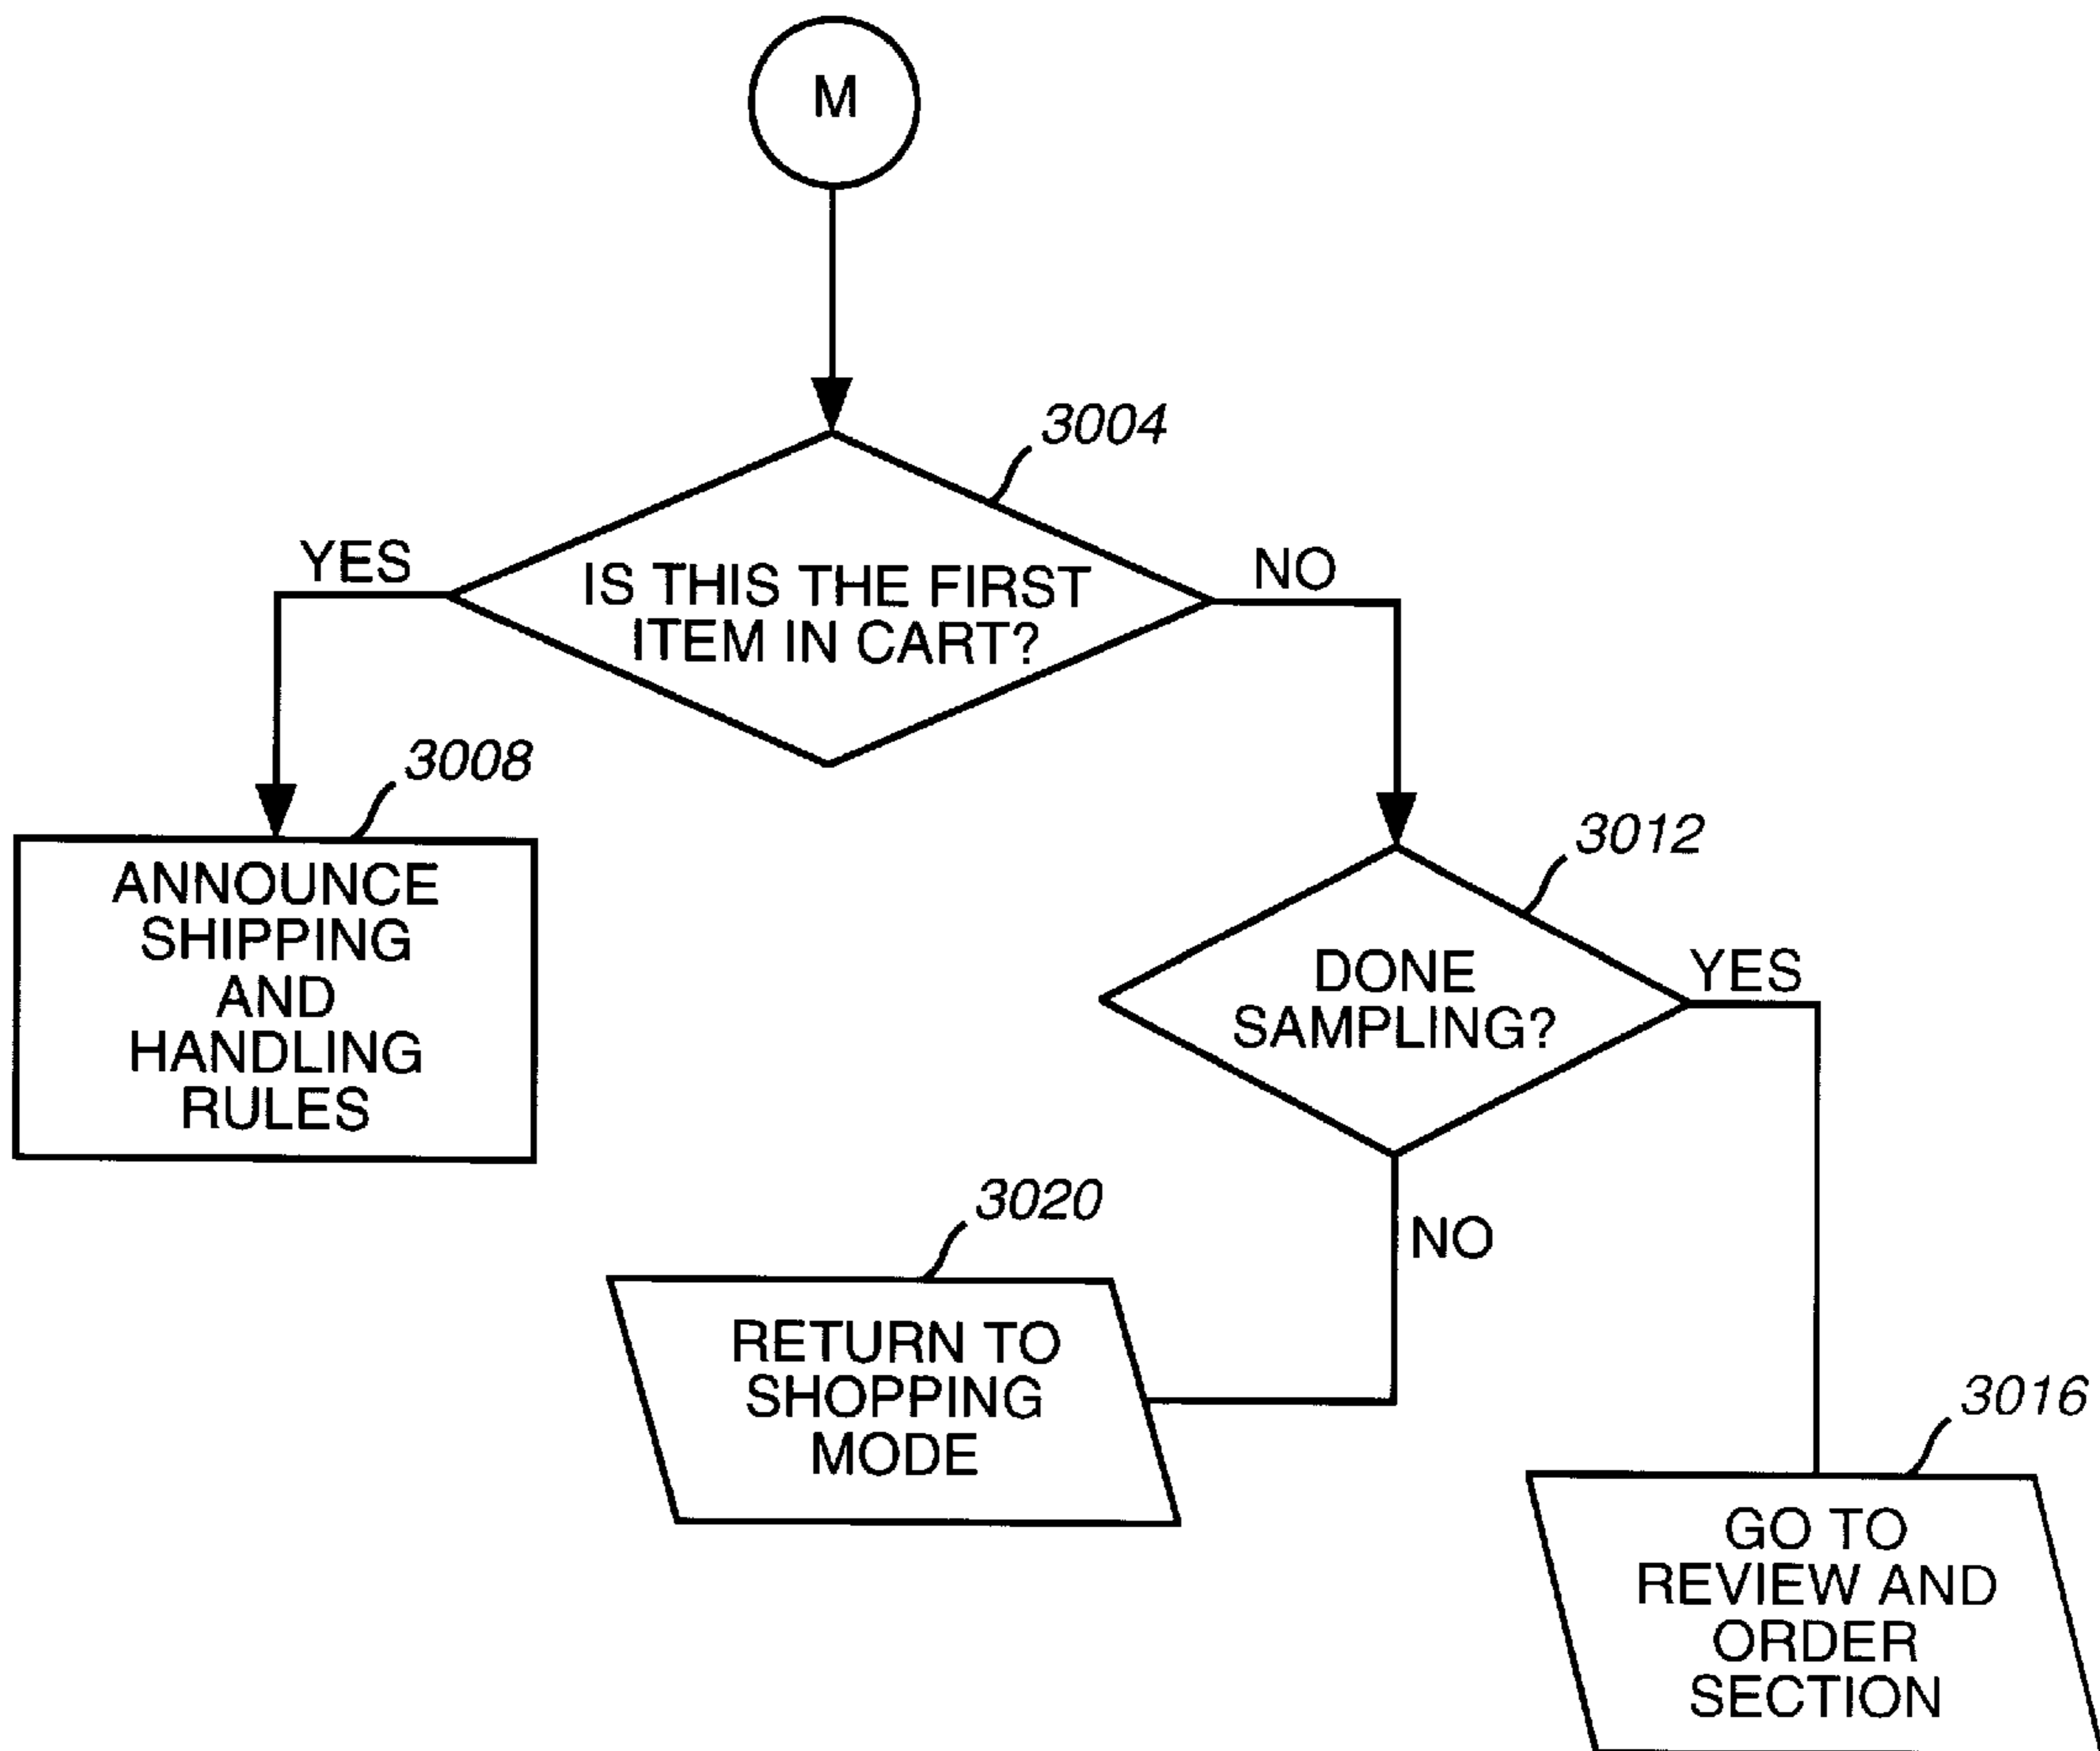 M
3004
YES
IS THIS THE FIRST
ITEM IN CART?
NO
3008
ANNOUNCE
SHIPPING
AND
HANDLING
RULES
3012
DONE
SAMPLING?
YES
NO
3020
RETURN TO
SHOPPING
MODE
3016
GO TO
REVIEW AND
ORDER
SECTION